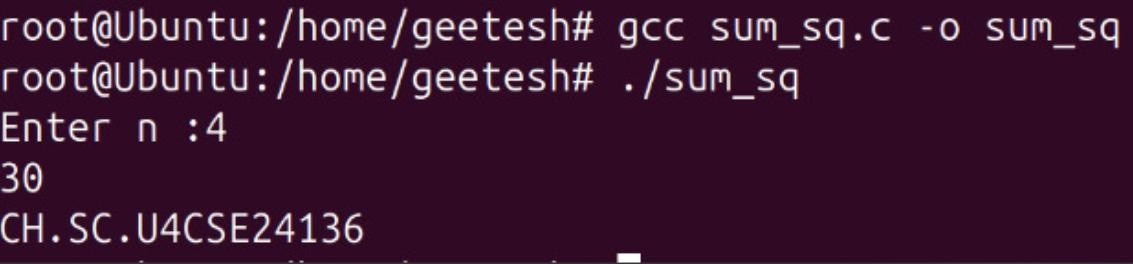 root@Ubuntu:/home/geetesh# gcc sum_sq.c -o sum_sq
root@Ubuntu:/home/geetesh# ./sum_sq
Enter n :4
30
CH.SC.U4CSE24136